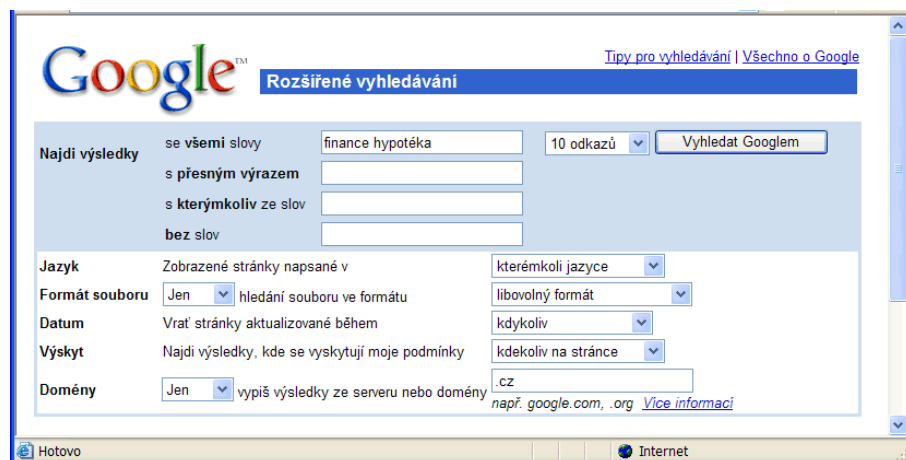 Google™
Tipy pro vyhledávání | Všechno o Google
Rozšířené vyhledávání
Najdi výsledky
se všemi slovy finance hypotéka 10 odkazů Vyhledat Googlem
s přesným výrazem
s kterýmkoliv ze slov
bez slov
Jazyk Zobrazené stránky napsané v kterémkoli jazyce
Formát souboru Jen hledání souboru ve formátu libovolný formát
Datum Vrať stránky aktualizované během kdykoliv
Výskyt Najdi výsledky, kde se vyskytují moje podmínky kdekoliv na stránce
Domény Jen vypiš výsledky ze serveru nebo domény .cz
např. google.com, .org Více informací
Hotovo Internet